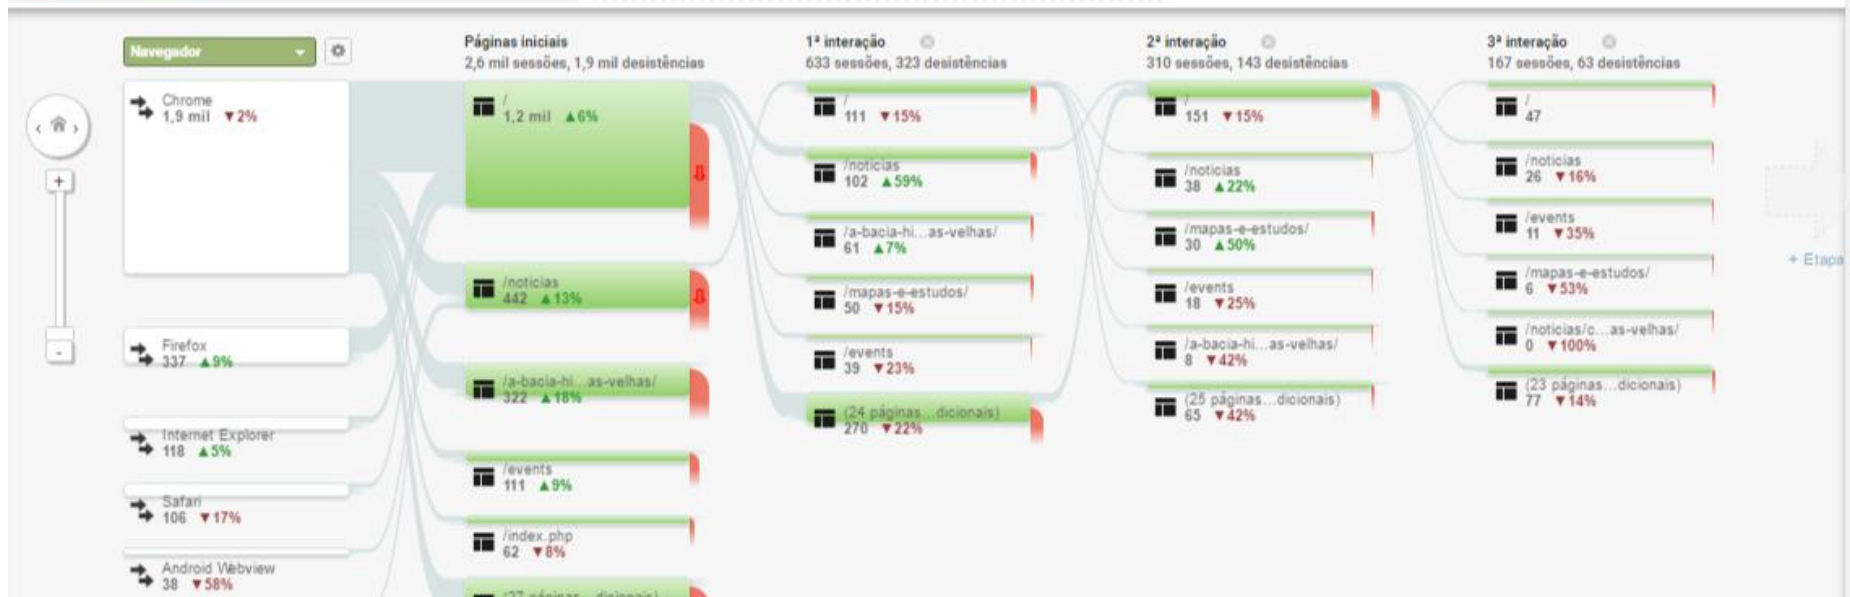 Navegador
Chrome
1,9 mil ▼2%
Firefox
337 ▲9%
Internet Explorer
118 ▲5%
Safari
106 ▼17%
Android Webview
38 ▼58%
Páginas iniciais
2,6 mil sessões, 1,9 mil desistências
/
1,2 mil ▲6%
/noticias
442 ▲13%
/a-bacia-hi...as-velhas/
322 ▲18%
/events
111 ▲9%
/index.php
62 ▼8%
(27 páginas...dicionais)
1ª interação
633 sessões, 323 desistências
/
111 ▼15%
/noticias
102 ▲59%
/a-bacia-hi...as-velhas/
61 ▲7%
/mapas-e-estudos/
50 ▼15%
/events
39 ▼23%
(24 páginas...dicionais)
270 ▼22%
2ª interação
310 sessões, 143 desistências
/
151 ▼15%
/noticias
38 ▲22%
/mapas-e-estudos/
30 ▲50%
/events
18 ▼25%
/a-bacia-hi...as-velhas/
8 ▼42%
(25 páginas...dicionais)
65 ▼42%
3ª interação
167 sessões, 63 desistências
/
47
/noticias
26 ▼16%
/events
11 ▼35%
/mapas-e-estudos/
6 ▼53%
/noticias/c...as-velhas/
0 ▼100%
(23 páginas...dicionais)
77 ▼14%
+ Etapa